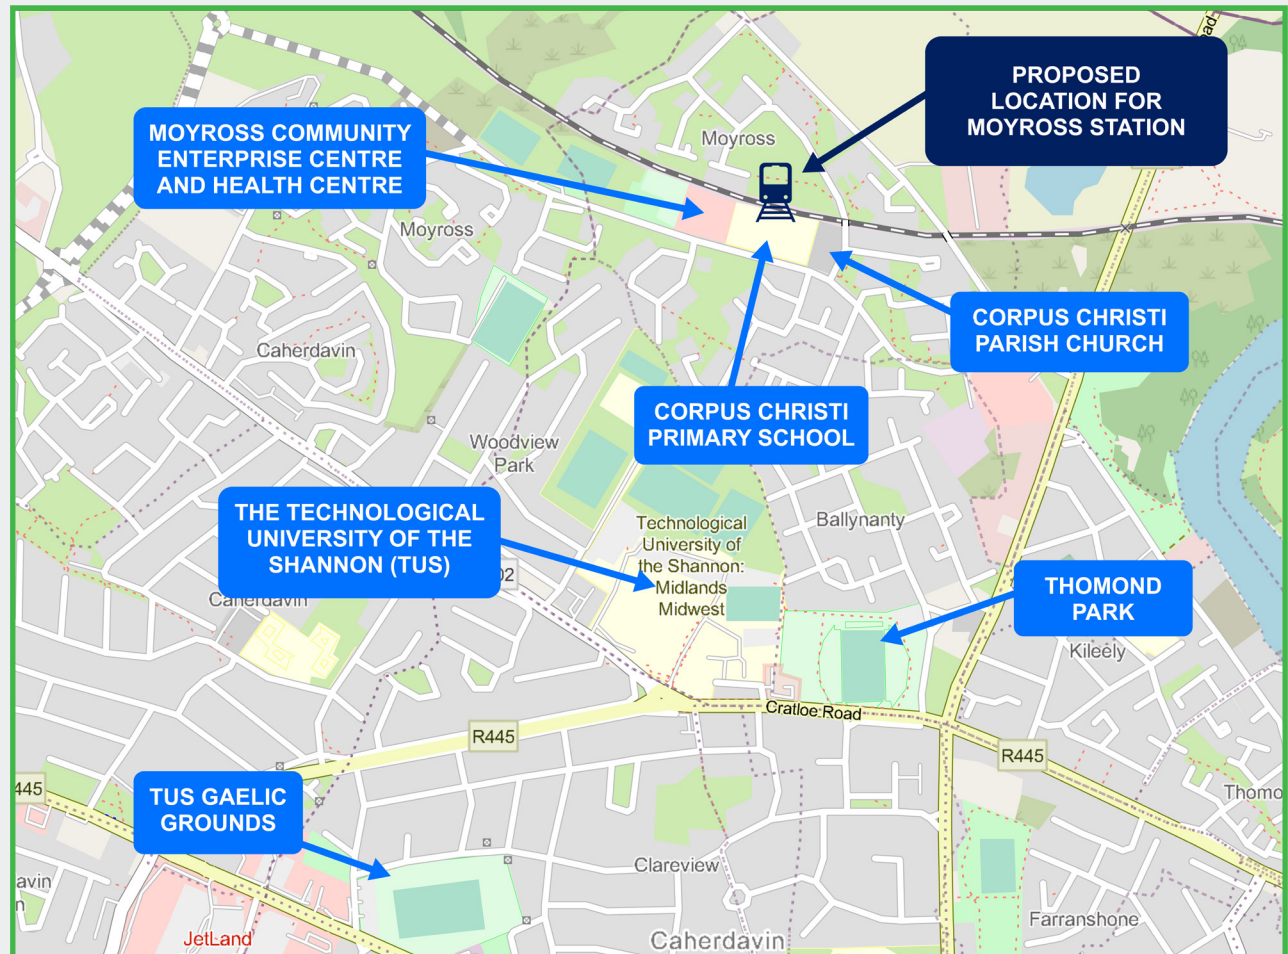 oad
PROPOSED
LOCATION FOR
MOYROSS STATION
MOYROSS COMMUNITY
ENTERPRISE CENTRE
AND HEALTH CENTRE
Moyross
Moyross
CORPUS CHRISTI
PARISH CHURCH
Caherdavin
CORPUS CHRISTI
PRIMARY SCHOOL
Woodview
Park
THE TECHNOLOGICAL
UNIVERSITY OF THE
SHANNON (TUS)
02
Technological
University of
the Shannon:
Midlands
Midwest
Ballynanty
Caherdavin
THOMOND
PARK
Kileely
Cratloe Road
R445
R445
445
Thomo
TUS GAELIC
GROUNDS
Clareview
avin
n
Farranshone
JetLand
Caherdavin